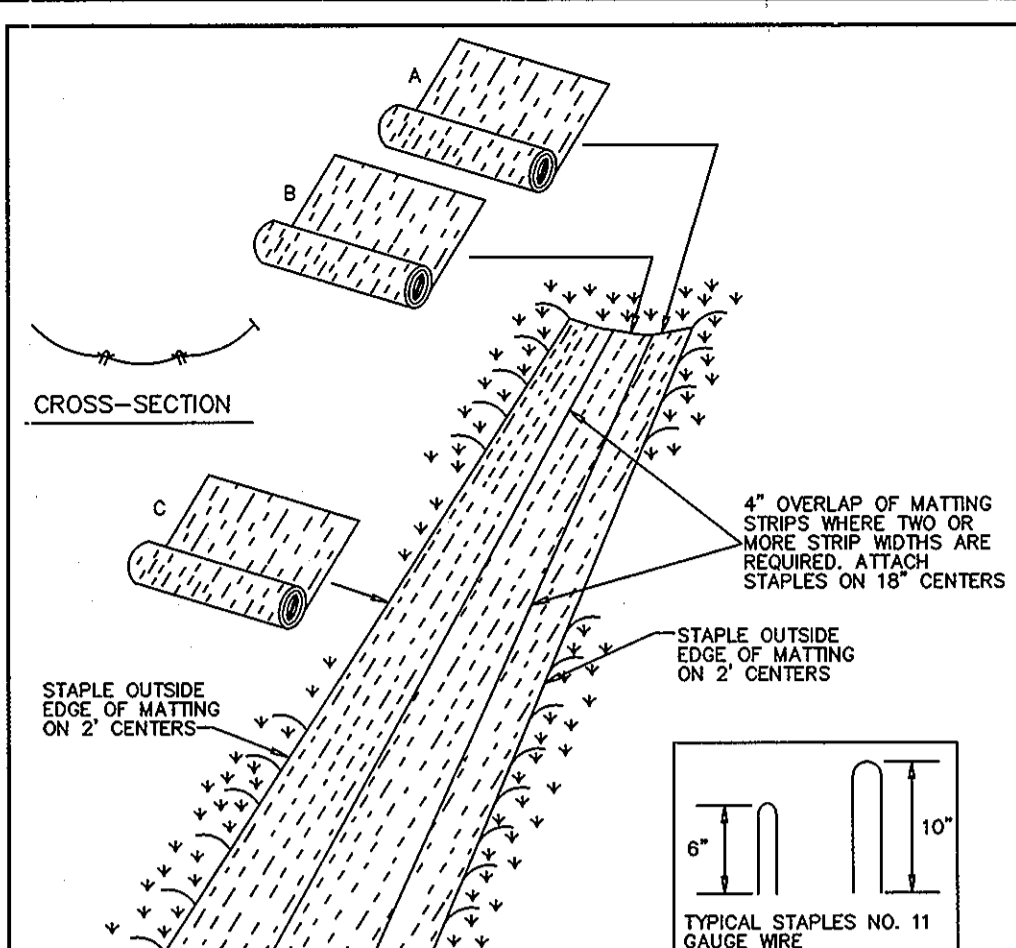 A
B
CROSS-SECTION
C
4" OVERLAP OF MATTING
STRIPS WHERE TWO OR
MORE STRIP WIDTHS ARE
REQUIRED. ATTACH
STAPLES ON 18" CENTERS
STAPLE OUTSIDE
EDGE OF MATTING
ON 2' CENTERS
STAPLE OUTSIDE
EDGE OF MATTING
ON 2' CENTERS
6"
10"
TYPICAL STAPLES NO. 11
GAUGE WIRE